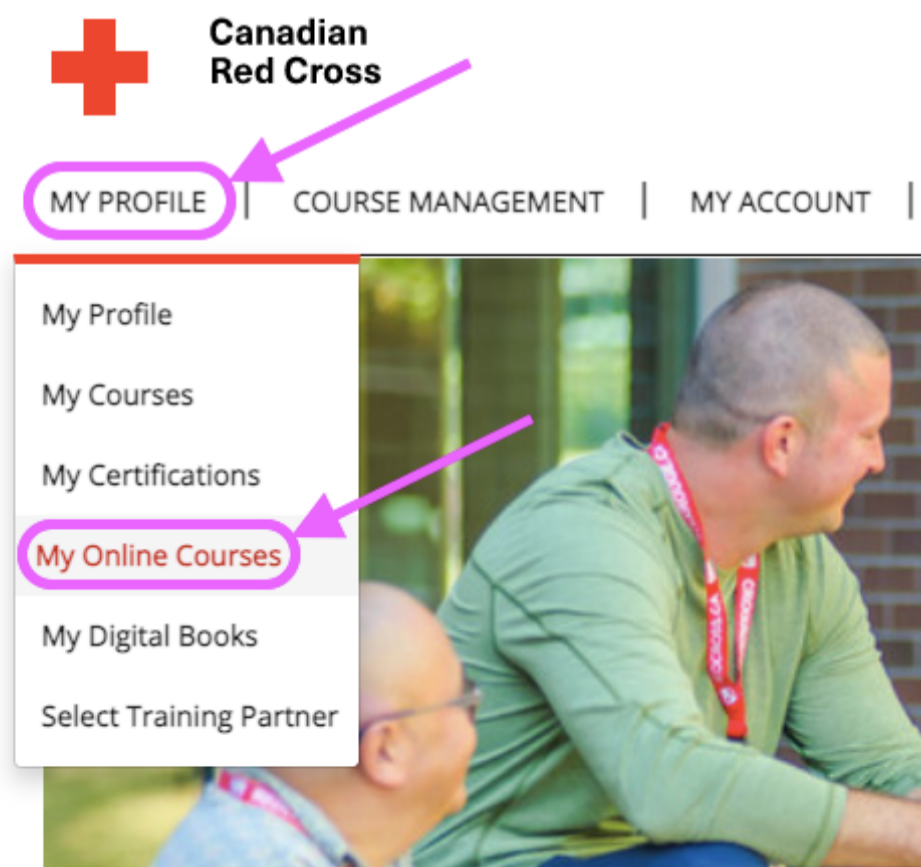 Canadian
Red Cross
MY PROFILE | COURSE MANAGEMENT | MY ACCOUNT |
My Profile
My Courses
My Certifications
My Online Courses
My Digital Books
Select Training Partner